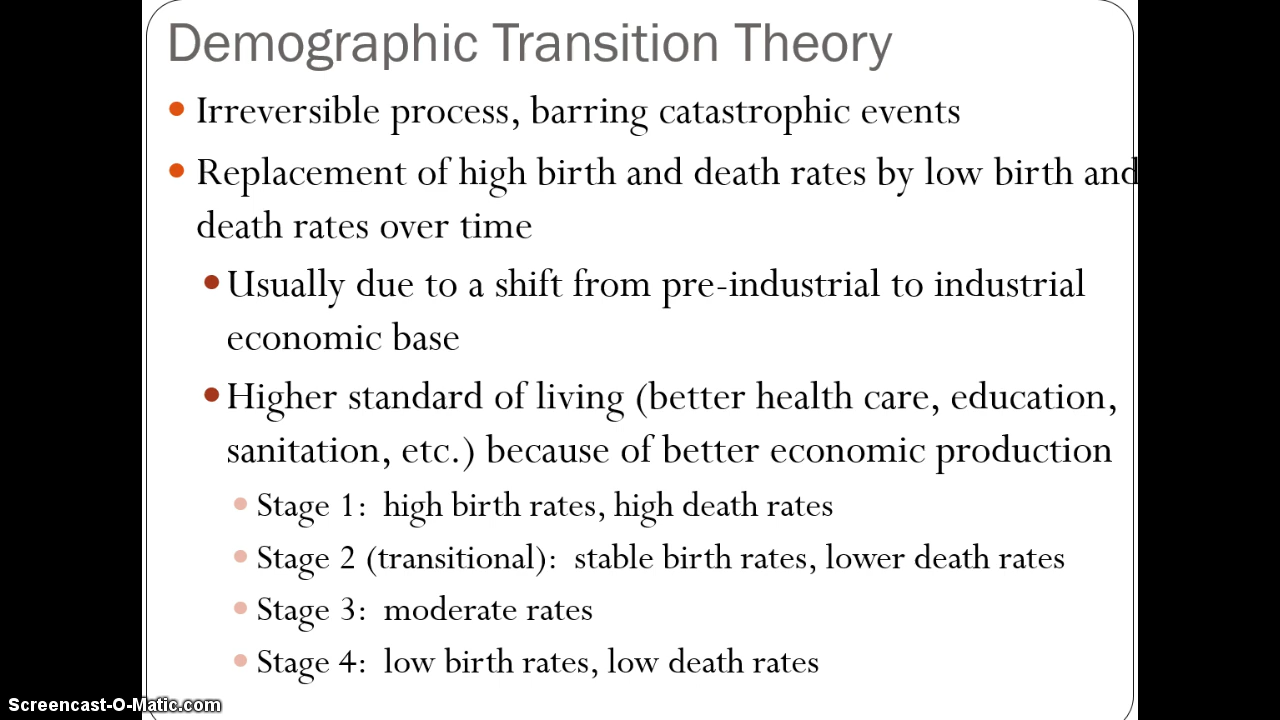 Demographic Transition Theory
• Irreversible process, barring catastrophic events
• Replacement of high birth and death rates by low birth and
death rates over time
• Usually due to a shift from pre-industrial to industrial
economic base
• Higher standard of living (better health care, education,
sanitation, etc.) because of better economic production
• Stage 1: high birth rates, high death rates
• Stage 2 (transitional): stable birth rates, lower death rates
• Stage 3: moderate rates
• Stage 4: low birth rates, low death rates
Screencast-O-Matic.com